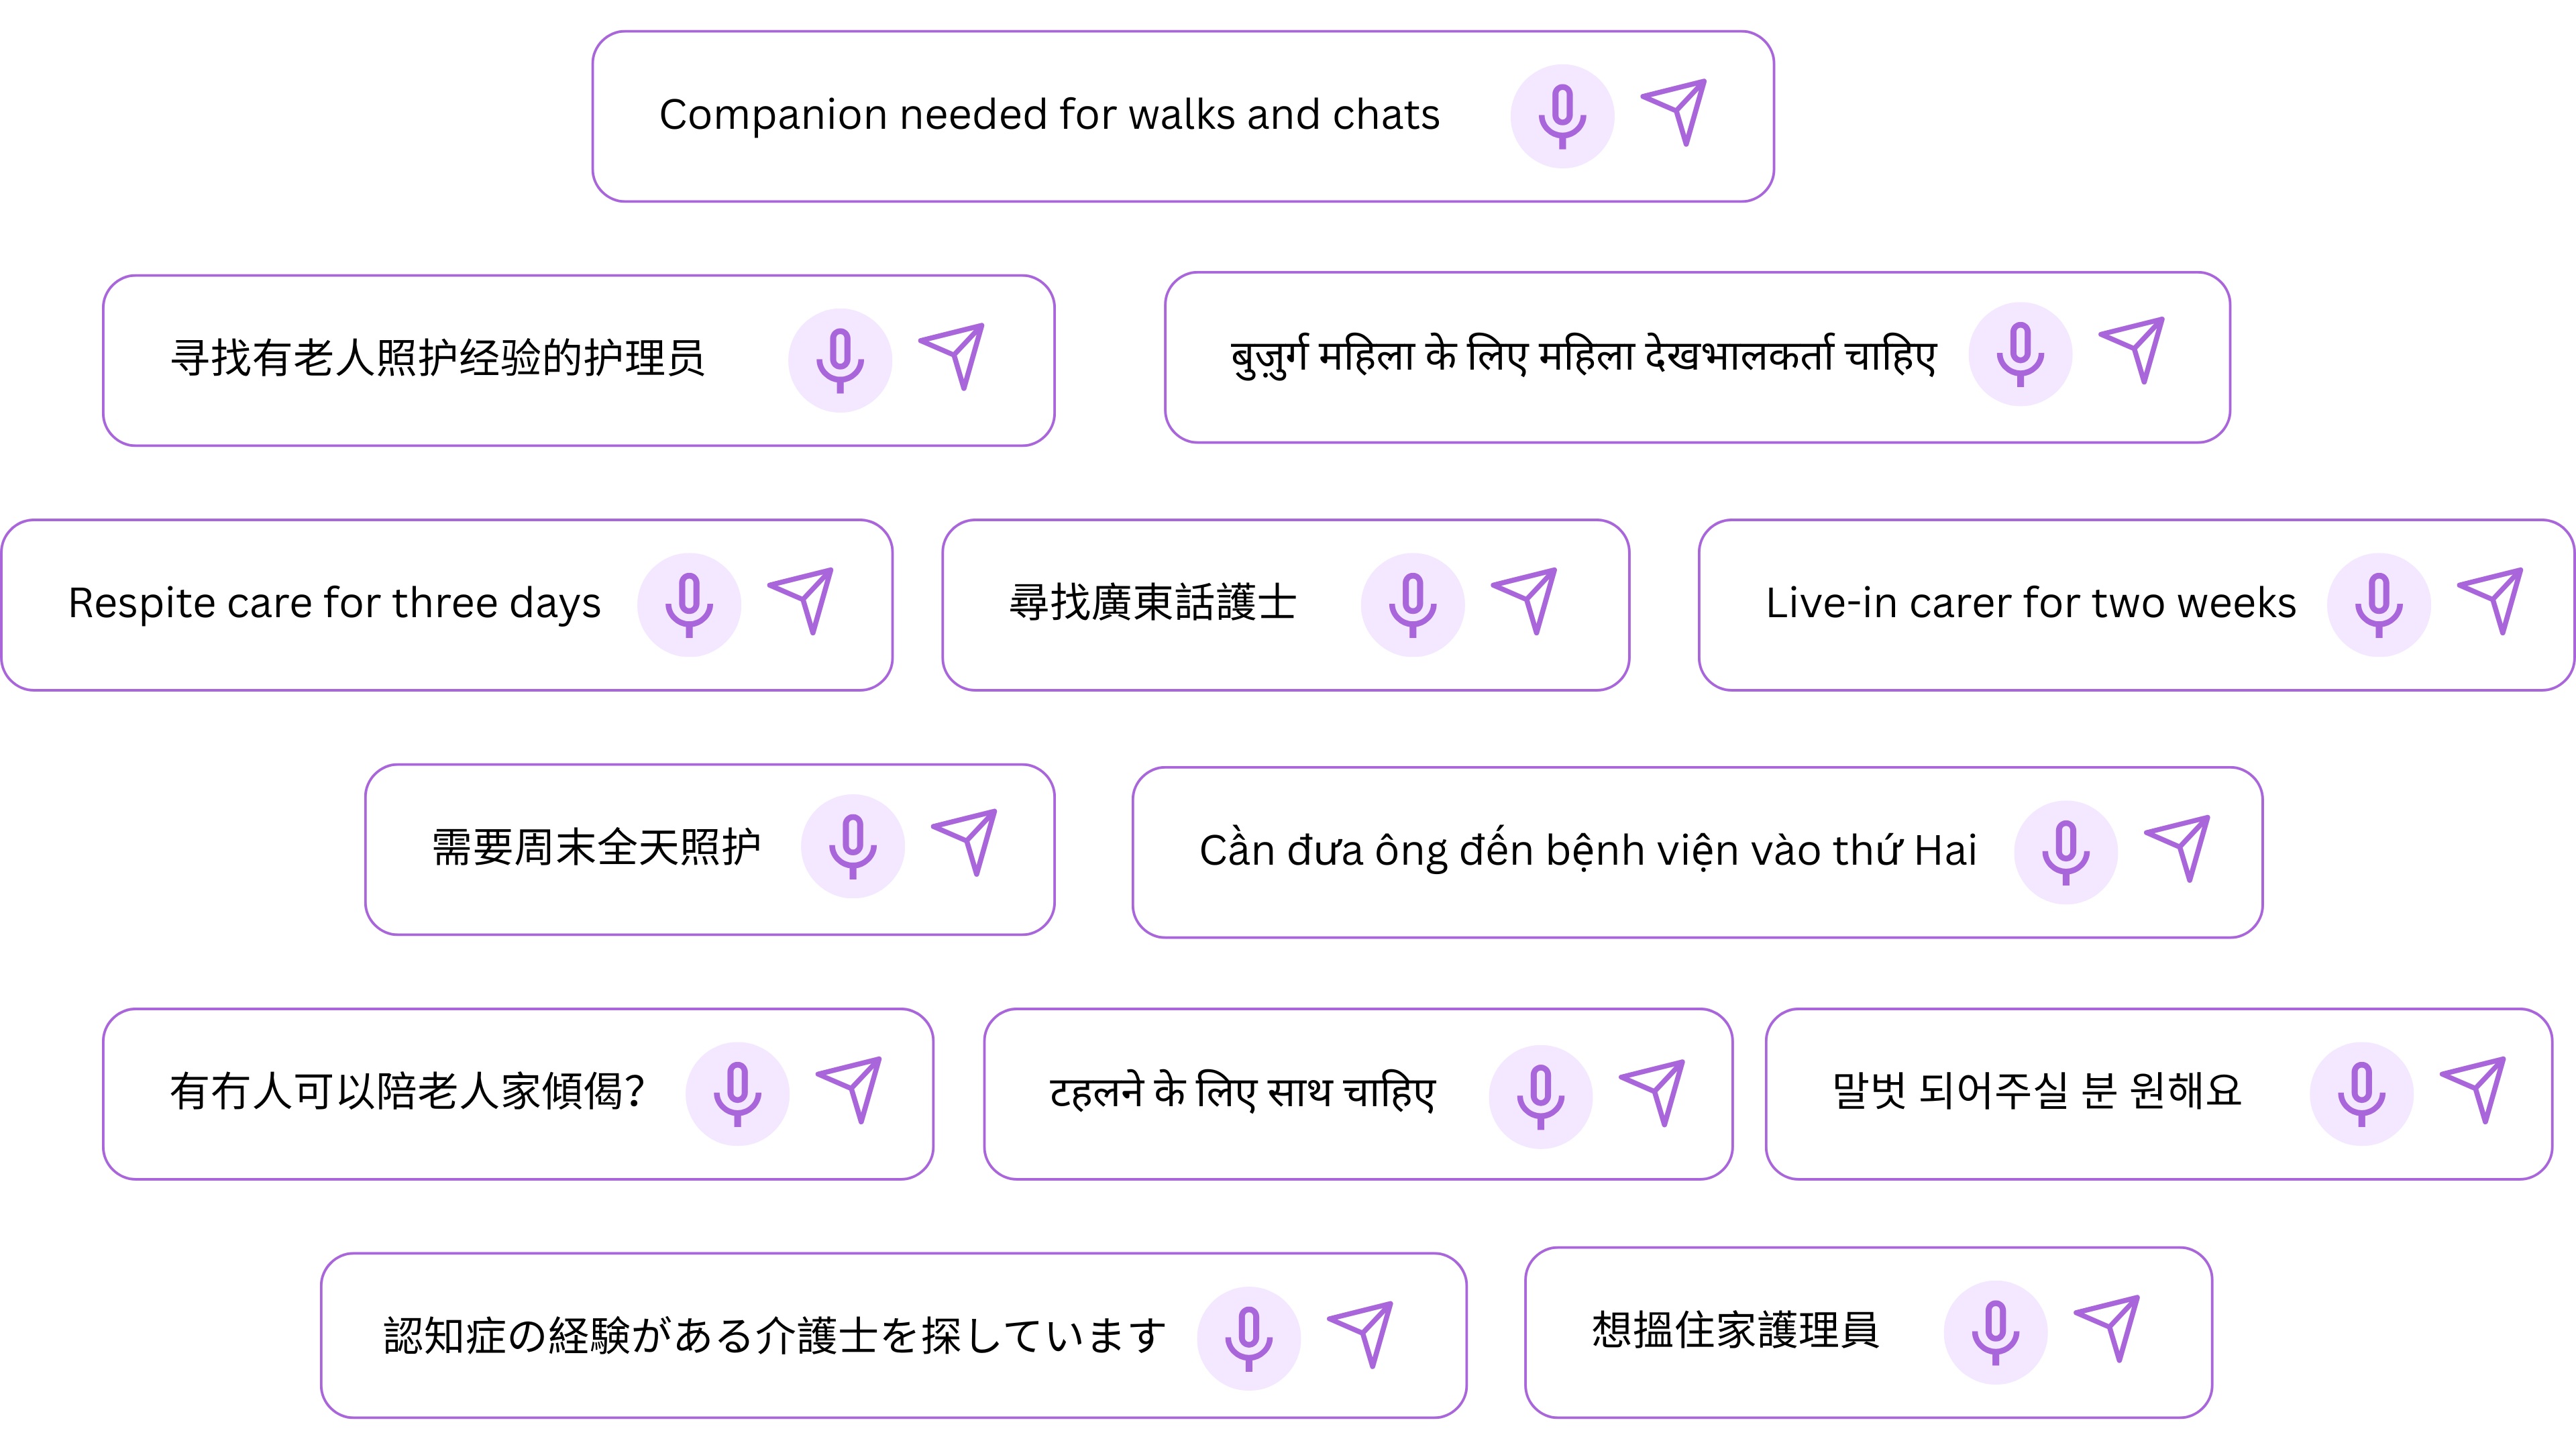 Companion needed for walks and chats
寻找有老人照护经验的护理员
बुज़ुर्ग महिला के लिए महिला देखभालकर्ता चाहिए
Respite care for three days
尋找廣東話護士
Live-in carer for two weeks
需要周末全天照护
Cần đưa ông đến bệnh viện vào thứ Hai
有冇人可以陪老人家傾偈？
टहलने के लिए साथ चाहिए
말벗 되어주실 분 원해요
認知症の経験がある介護士を探しています
想搵住家護理員